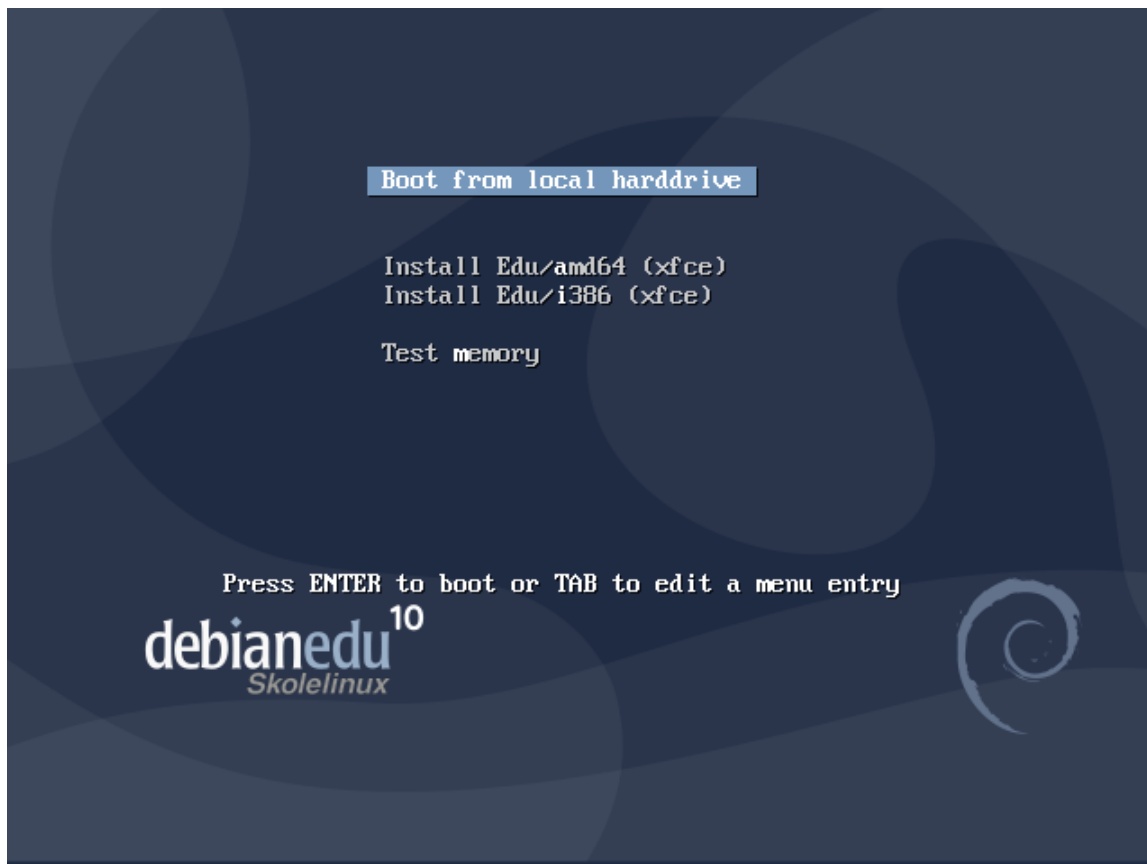 Boot from local harddrive
Install Edu/amd64 (xfce)
Install Edu/i386 (xfce)
Test memory
Press ENTER to boot or TAB to edit a menu entry
debianedu 10
Skolelinux